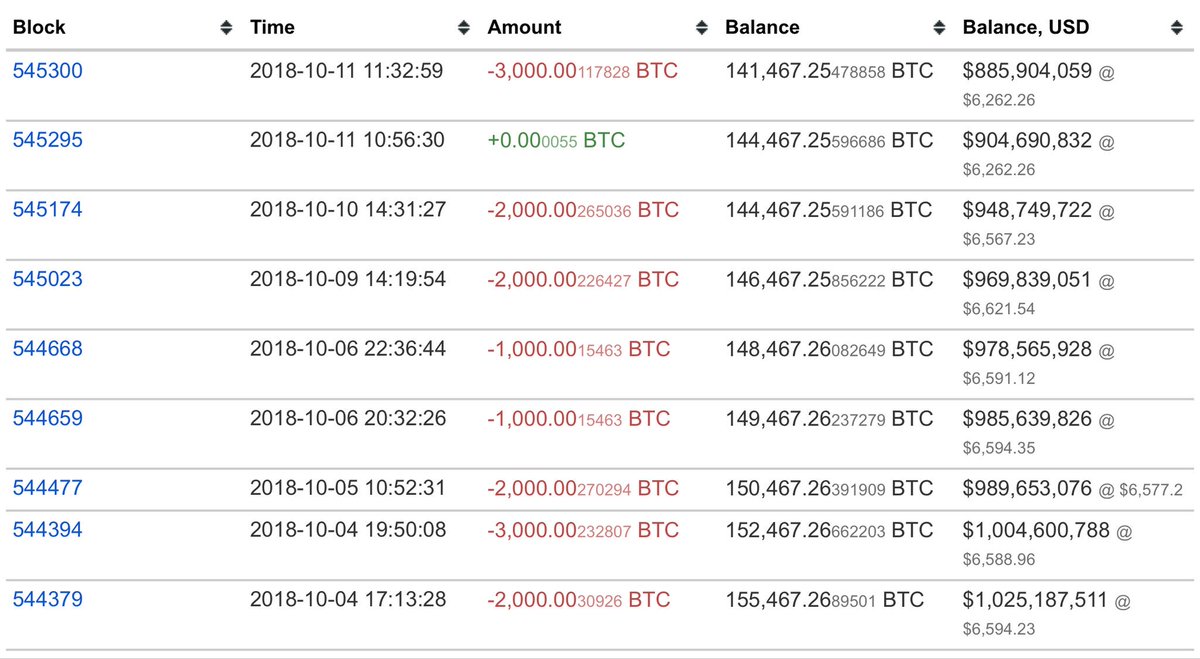 Block Time Amount Balance Balance, USD
545300 2018-10-11 11:32:59 -3,000.00117828 BTC 141,467.25478858 BTC $885,904,059 @
$6,262.26
545295 2018-10-11 10:56:30 +0.000055 BTC 144,467.25596686 BTC $904,690,832 @
$6,262.26
545174 2018-10-10 14:31:27 -2,000.00265036 BTC 144,467.25591186 BTC $948,749,722 @
$6,567.23
545023 2018-10-09 14:19:54 -2,000.00226427 BTC 146,467.25856222 BTC $969,839,051 @
$6,621.54
544668 2018-10-06 22:36:44 -1,000.0015463 BTC 148,467.26082649 BTC $978,565,928 @
$6,591.12
544659 2018-10-06 20:32:26 -1,000.0015463 BTC 149,467.26237279 BTC $985,639,826 @
$6,594.35
544477 2018-10-05 10:52:31 -2,000.00270294 BTC 150,467.26391909 BTC $989,653,076 @ $6,577.2
544394 2018-10-04 19:50:08 -3,000.00232807 BTC 152,467.26662203 BTC $1,004,600,788 @
$6,588.96
544379 2018-10-04 17:13:28 -2,000.0030926 BTC 155,467.2689501 BTC $1,025,187,511 @
$6,594.23